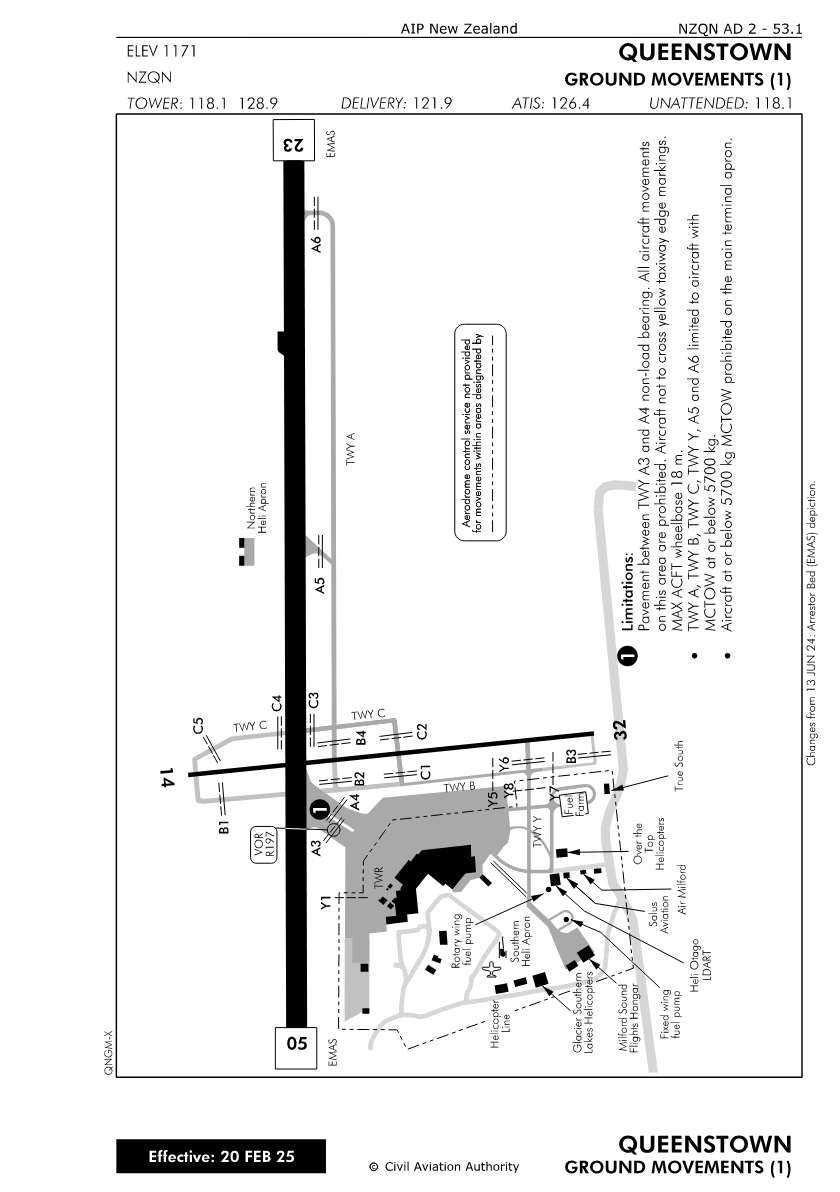 AIP New Zealand
NZQN AD 2 - 53.1
ELEV 1171
QUEENSTOWN
NZQN
GROUND MOVEMENTS (1)
TOWER: 118.1 128.9
DELIVERY: 121.9
ATIS: 126.4
UNATTENDED: 118.1
23
EMAS
A6
TWY A
Aerodrome control service not provided
for movements within areas designated by
Northern
Heli Apron
A5
1 Limitations:
Pavement between TWY A3 and A4 non-load bearing. All aircraft movements
on this area are prohibited. Aircraft not to cross yellow taxiway edge markings.
MAX ACFT wheelbase 18 m.
• TWY A, TWY B, TWY C, TWY Y, A5 and A6 limited to aircraft with
MCTOW at or below 5700 kg.
• Aircraft at or below 5700 kg MCTOW prohibited on the main terminal apron.
C5
TWY C
C4
C3
TWY C
B4
C2
14
32
B1
B2
C1
TWY B
Y6
B3
Y5
Y8
Y7
1
A4
A3
VOR
R197
Fuel
Farm
TWY Y
True South
TWR
Y1
Over the
Top
Helicopters
Air Milford
Salus
Aviation
Rotary wing
fuel pump
Southern
Heli Apron
Heli Otago
LDART
Helicopter
Line
Glacier Southern
Lakes Helicopters
Milford Sound
Flights Hangar
Fixed wing
fuel pump
05
EMAS
QNGM-X
Changes from 13 JUN 24: Arrestor Bed (EMAS) depiction.
Effective: 20 FEB 25
© Civil Aviation Authority
QUEENSTOWN
GROUND MOVEMENTS (1)